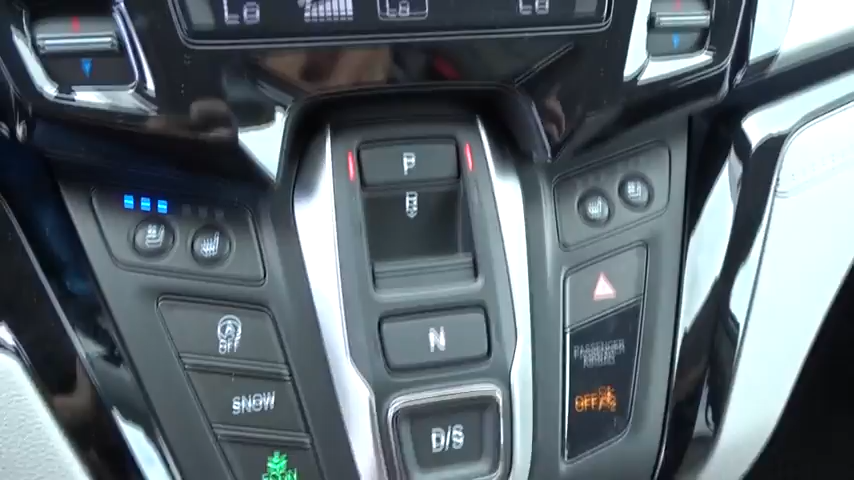 P
R
N
D/S
OFF
SNOW
ECON
PASSENGER
AIRBAG
OFF